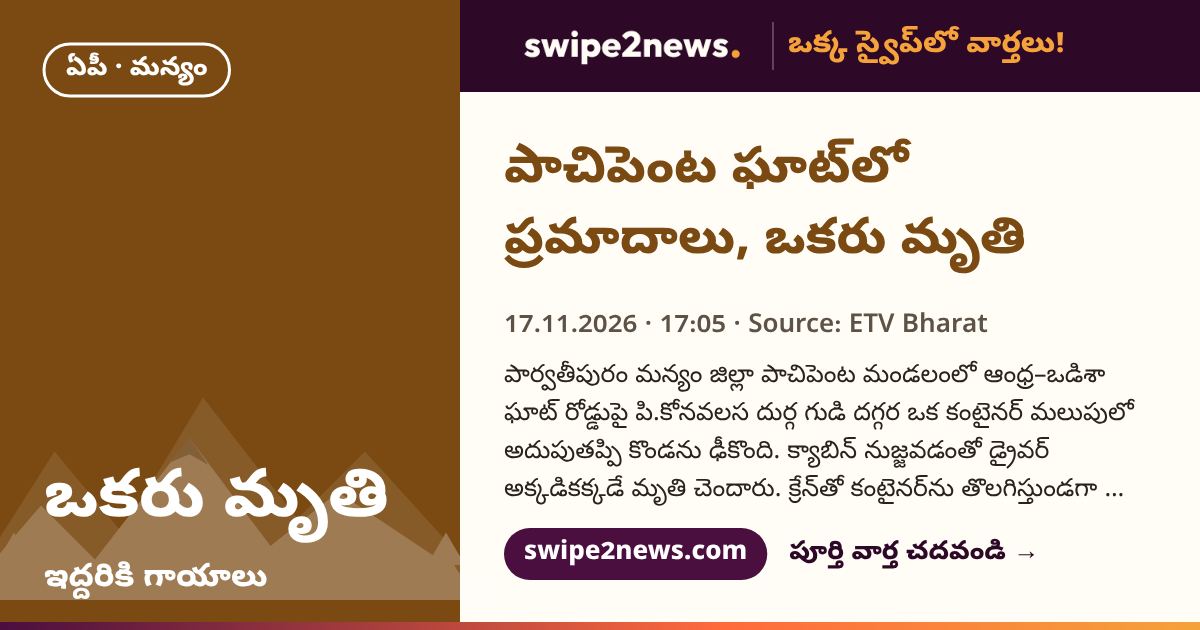 ఏపీ · మన్యం
ఒకరు మృతి
ఇద్దరికి గాయాలు
swipe2news.
ఒక్క స్వైప్‌లో వార్తలు!
పాచిపెంట ఘాట్‌లో
ప్రమాదాలు, ఒకరు మృతి
17.11.2026 · 17:05 · Source: ETV Bharat
పార్వతీపురం మన్యం జిల్లా పాచిపెంట మండలంలో ఆంధ్ర–ఒడిశా
ఘాట్ రోడ్డుపై పి.కోనవలస దుర్గ గుడి దగ్గర ఒక కంటైనర్ మలుపులో
అదుపుతప్పి కొండను ఢీకొంది. క్యాబిన్ నుజ్జవడంతో డ్రైవర్
అక్కడికక్కడే మృతి చెందారు. క్రేన్‌తో కంటైనర్‌ను తొలగిస్తుండగా ...
swipe2news.com
పూర్తి వార్త చదవండి →